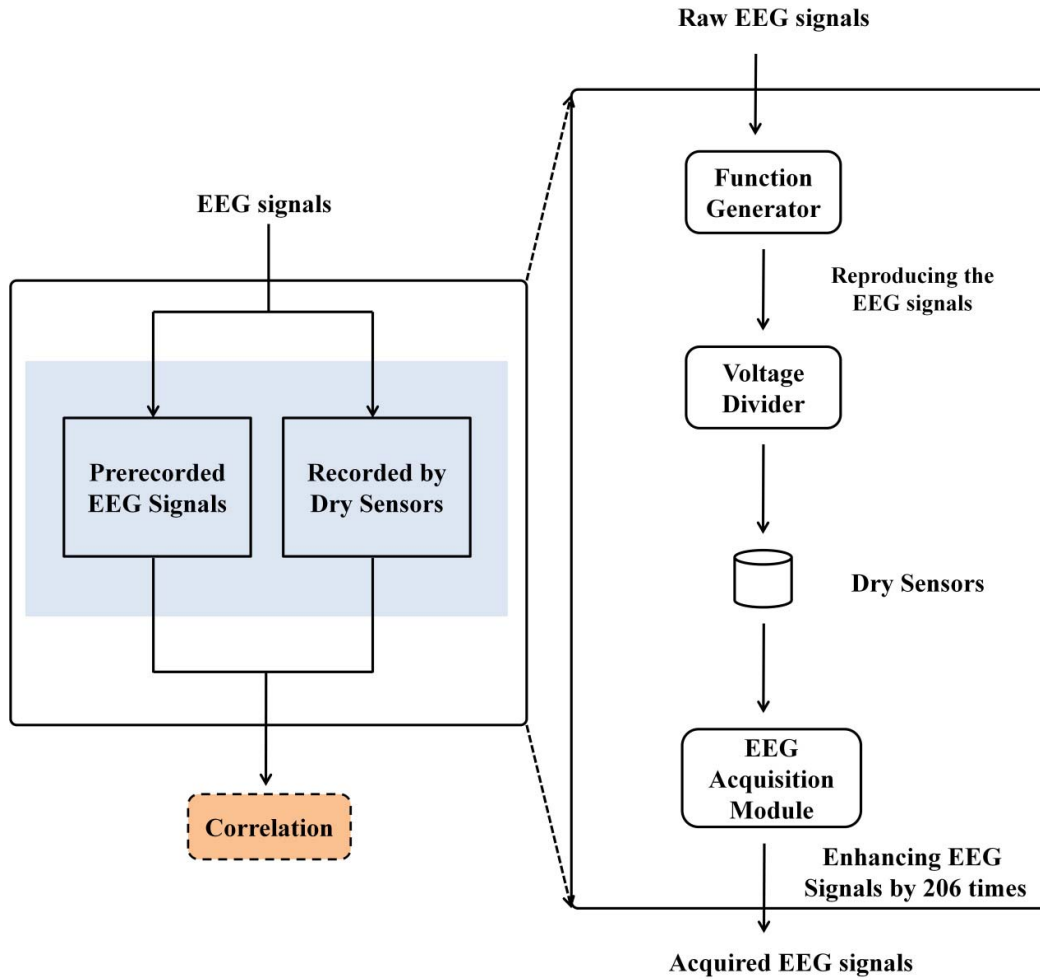 EEG signals
Prerecorded
EEG Signals
Recorded by
Dry Sensors
Correlation
Raw EEG signals
Function
Generator
Reproducing the
EEG signals
Voltage
Divider
Dry Sensors
EEG
Acquisition
Module
Enhancing EEG
Signals by 206 times
Acquired EEG signals